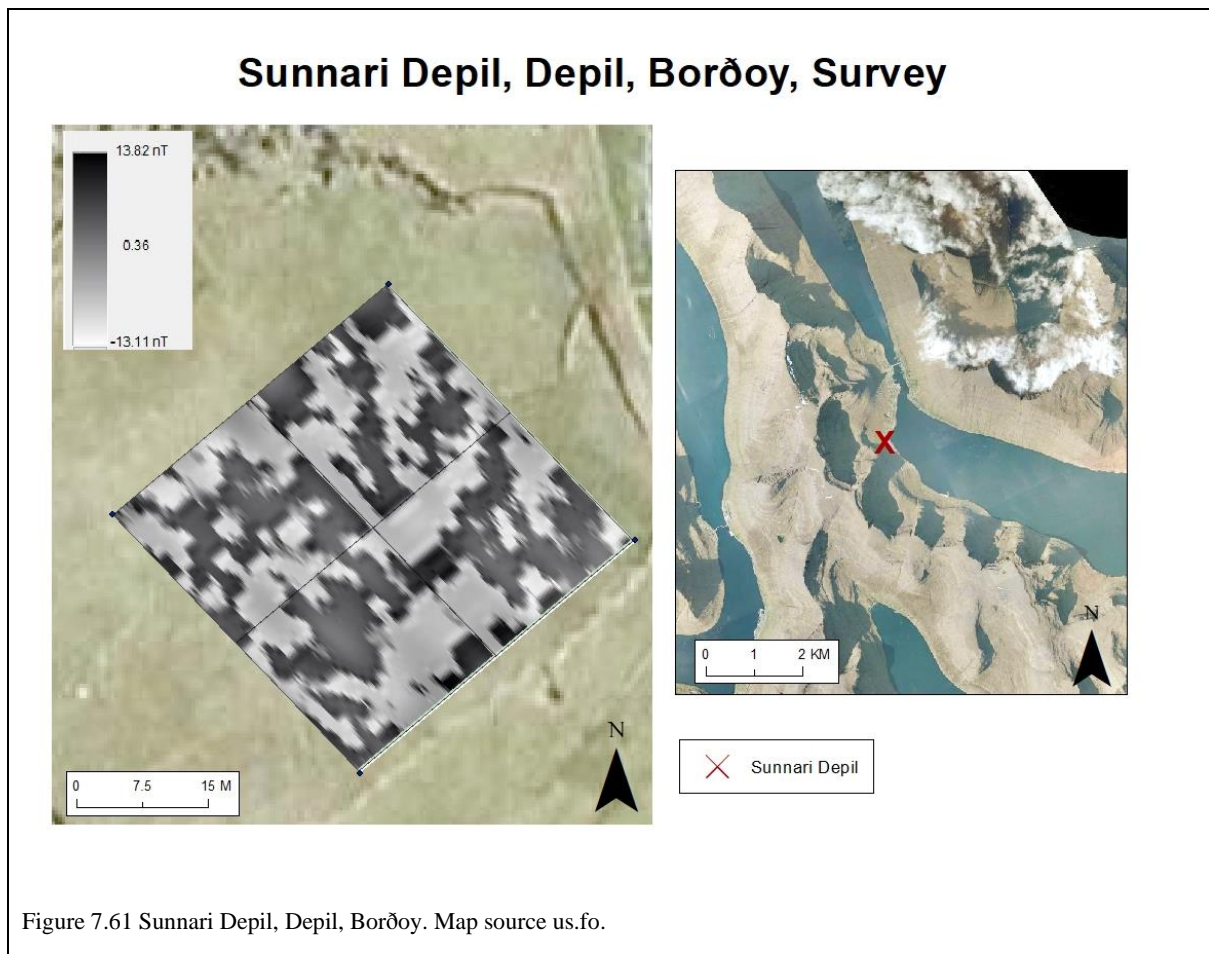 Sunnari Depil, Depil, Borðoy, Survey
13.82 nT
0.36
-13.11 nT
N
0 7.5 15 M
N
0 1 2 KM
X
Sunnari Depil
Figure 7.61 Sunnari Depil, Depil, Borðoy. Map source us.fo.